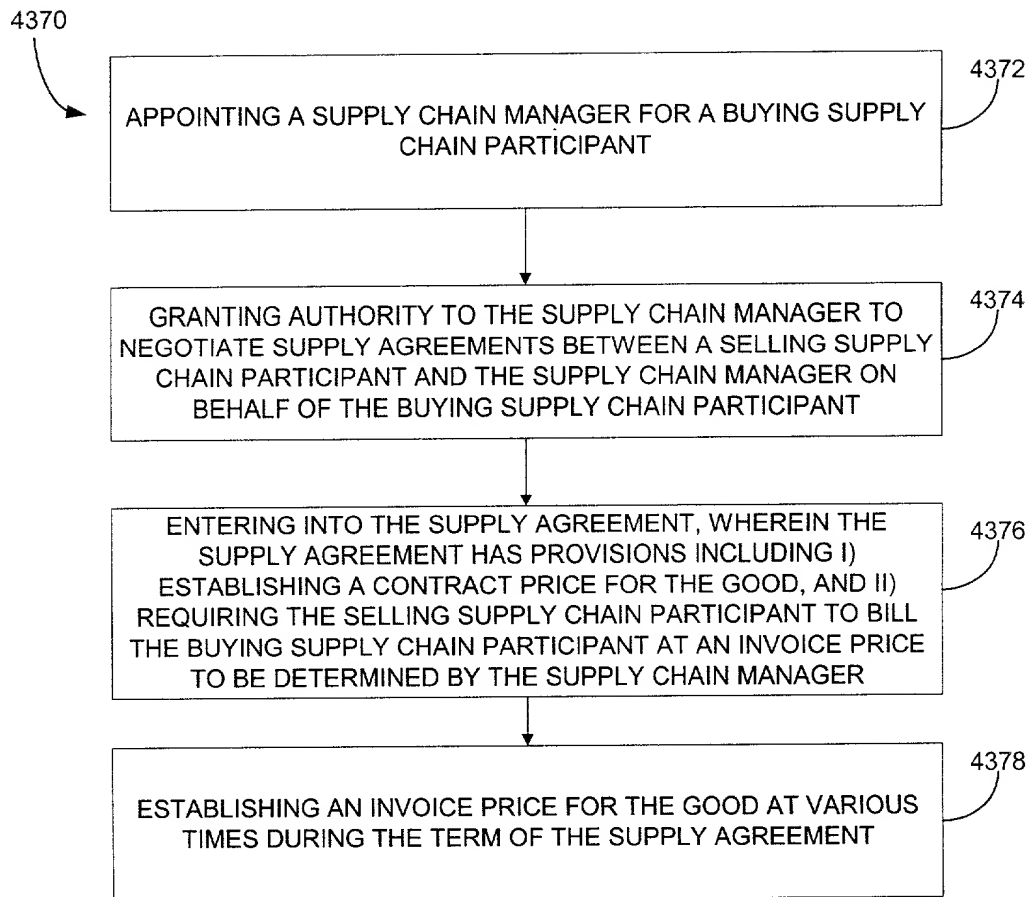 4370
4372
APPOINTING A SUPPLY CHAIN MANAGER FOR A BUYING SUPPLY
CHAIN PARTICIPANT
4374
GRANTING AUTHORITY TO THE SUPPLY CHAIN MANAGER TO
NEGOTIATE SUPPLY AGREEMENTS BETWEEN A SELLING SUPPLY
CHAIN PARTICIPANT AND THE SUPPLY CHAIN MANAGER ON
BEHALF OF THE BUYING SUPPLY CHAIN PARTICIPANT
4376
ENTERING INTO THE SUPPLY AGREEMENT, WHEREIN THE
SUPPLY AGREEMENT HAS PROVISIONS INCLUDING I)
ESTABLISHING A CONTRACT PRICE FOR THE GOOD, AND II)
REQUIRING THE SELLING SUPPLY CHAIN PARTICIPANT TO BILL
THE BUYING SUPPLY CHAIN PARTICIPANT AT AN INVOICE PRICE
TO BE DETERMINED BY THE SUPPLY CHAIN MANAGER
4378
ESTABLISHING AN INVOICE PRICE FOR THE GOOD AT VARIOUS
TIMES DURING THE TERM OF THE SUPPLY AGREEMENT